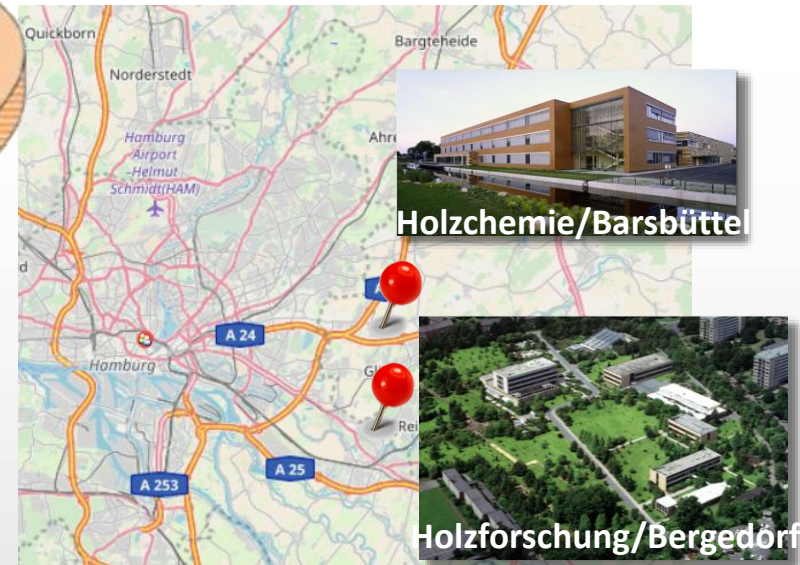 Quickborn
Bargteheide
Norderstedt
Hamburg
Airport
-Helmut
Schmidt(HAM)
Ahre
Holzchemie/Barsbüttel
d
A
A 24
Hamburg
Gl
Rei
A 25
A 253
Holzforschung/Bergedorf